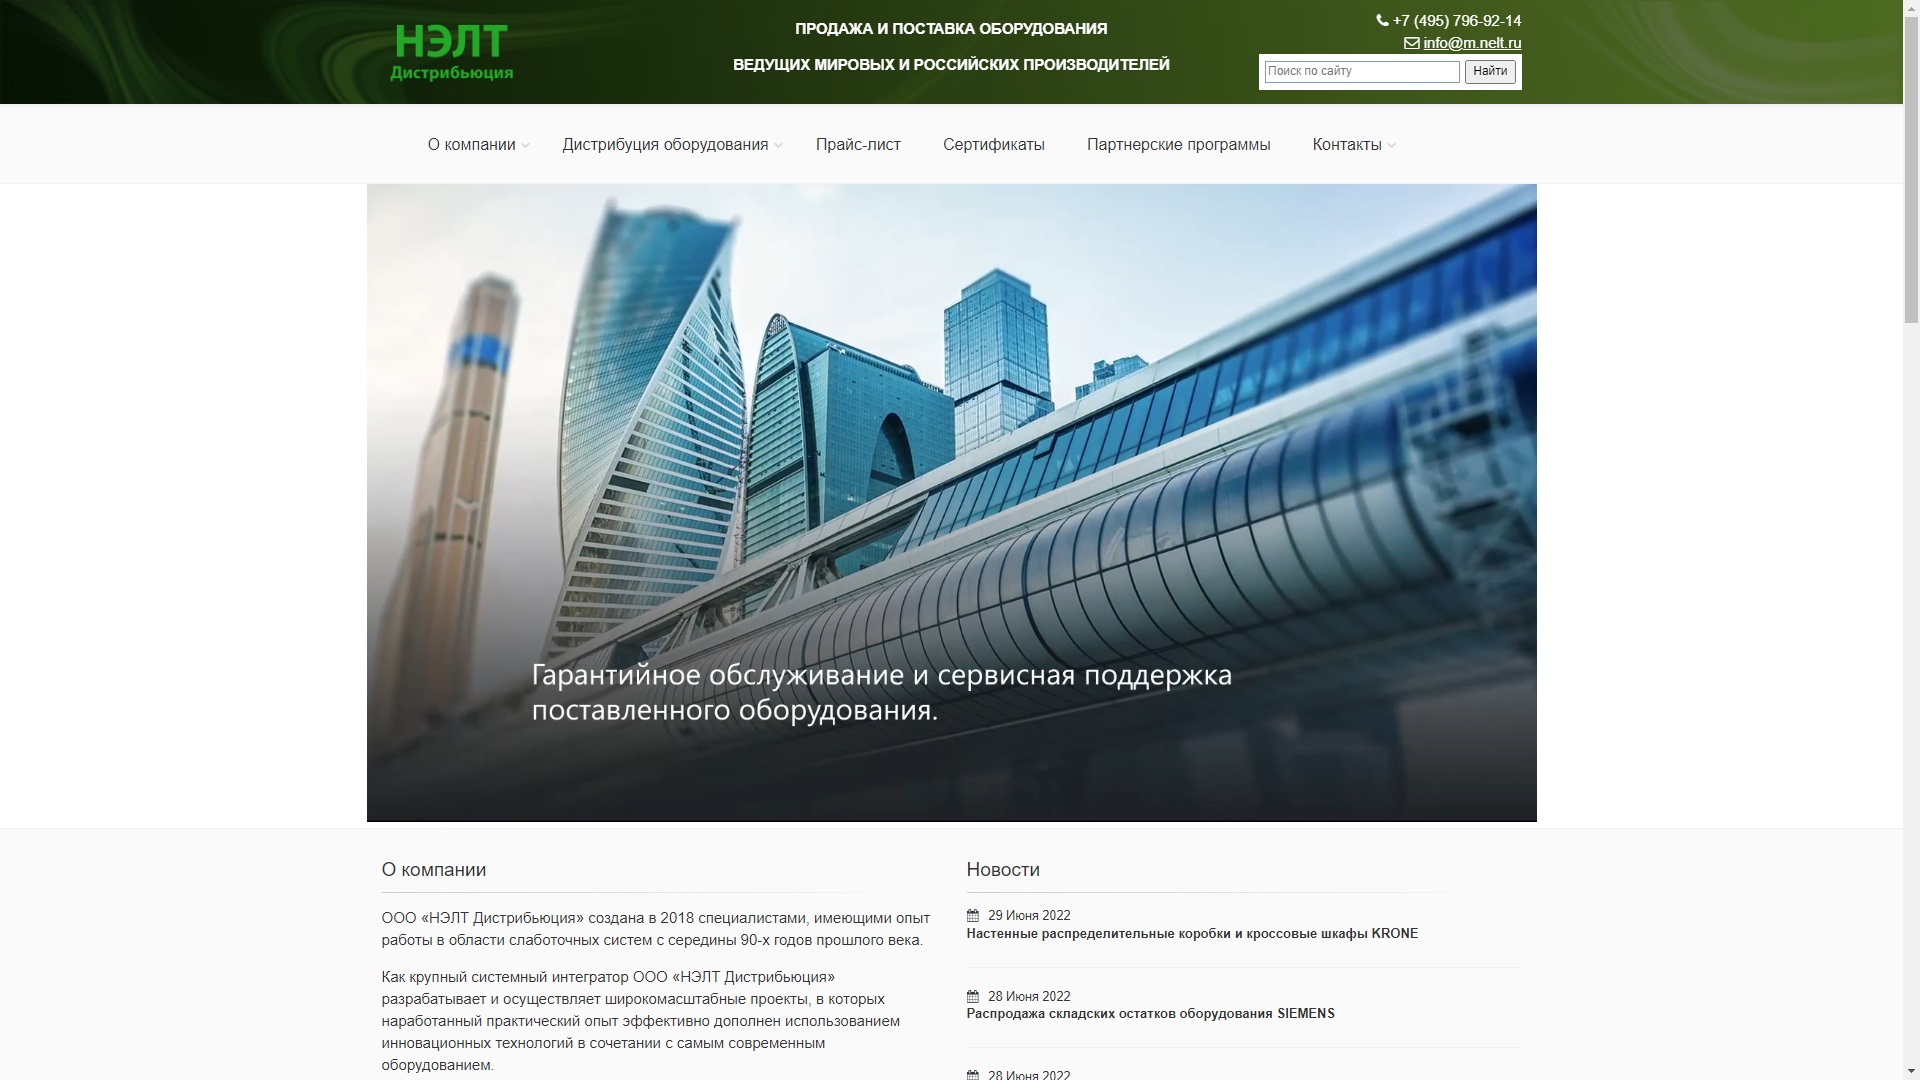 НЭЛТ
Дистрибьюция
ПРОДАЖА И ПОСТАВКА ОБОРУДОВАНИЯ
ВЕДУЩИХ МИРОВЫХ И РОССИЙСКИХ ПРОИЗВОДИТЕЛЕЙ
+7 (495) 796-92-14
info@m.nelt.ru
Поиск по сайту Найти
О компании Дистрибуция оборудования Прайс-лист Сертификаты Партнерские программы Контакты
Гарантийное обслуживание и сервисная поддержка
поставленного оборудования.
О компании
ООО «НЭЛТ Дистрибьюция» создана в 2018 специалистами, имеющими опыт
работы в области слаботочных систем с середины 90-х годов прошлого века.
Как крупный системный интегратор ООО «НЭЛТ Дистрибьюция»
разрабатывает и осуществляет широкомасштабные проекты, в которых
наработанный практический опыт эффективно дополнен использованием
инновационных технологий в сочетании с самым современным
оборудованием.
Новости
29 Июня 2022
Настенные распределительные коробки и кроссовые шкафы KRONE
28 Июня 2022
Распродажа складских остатков оборудования SIEMENS
28 Июня 2022